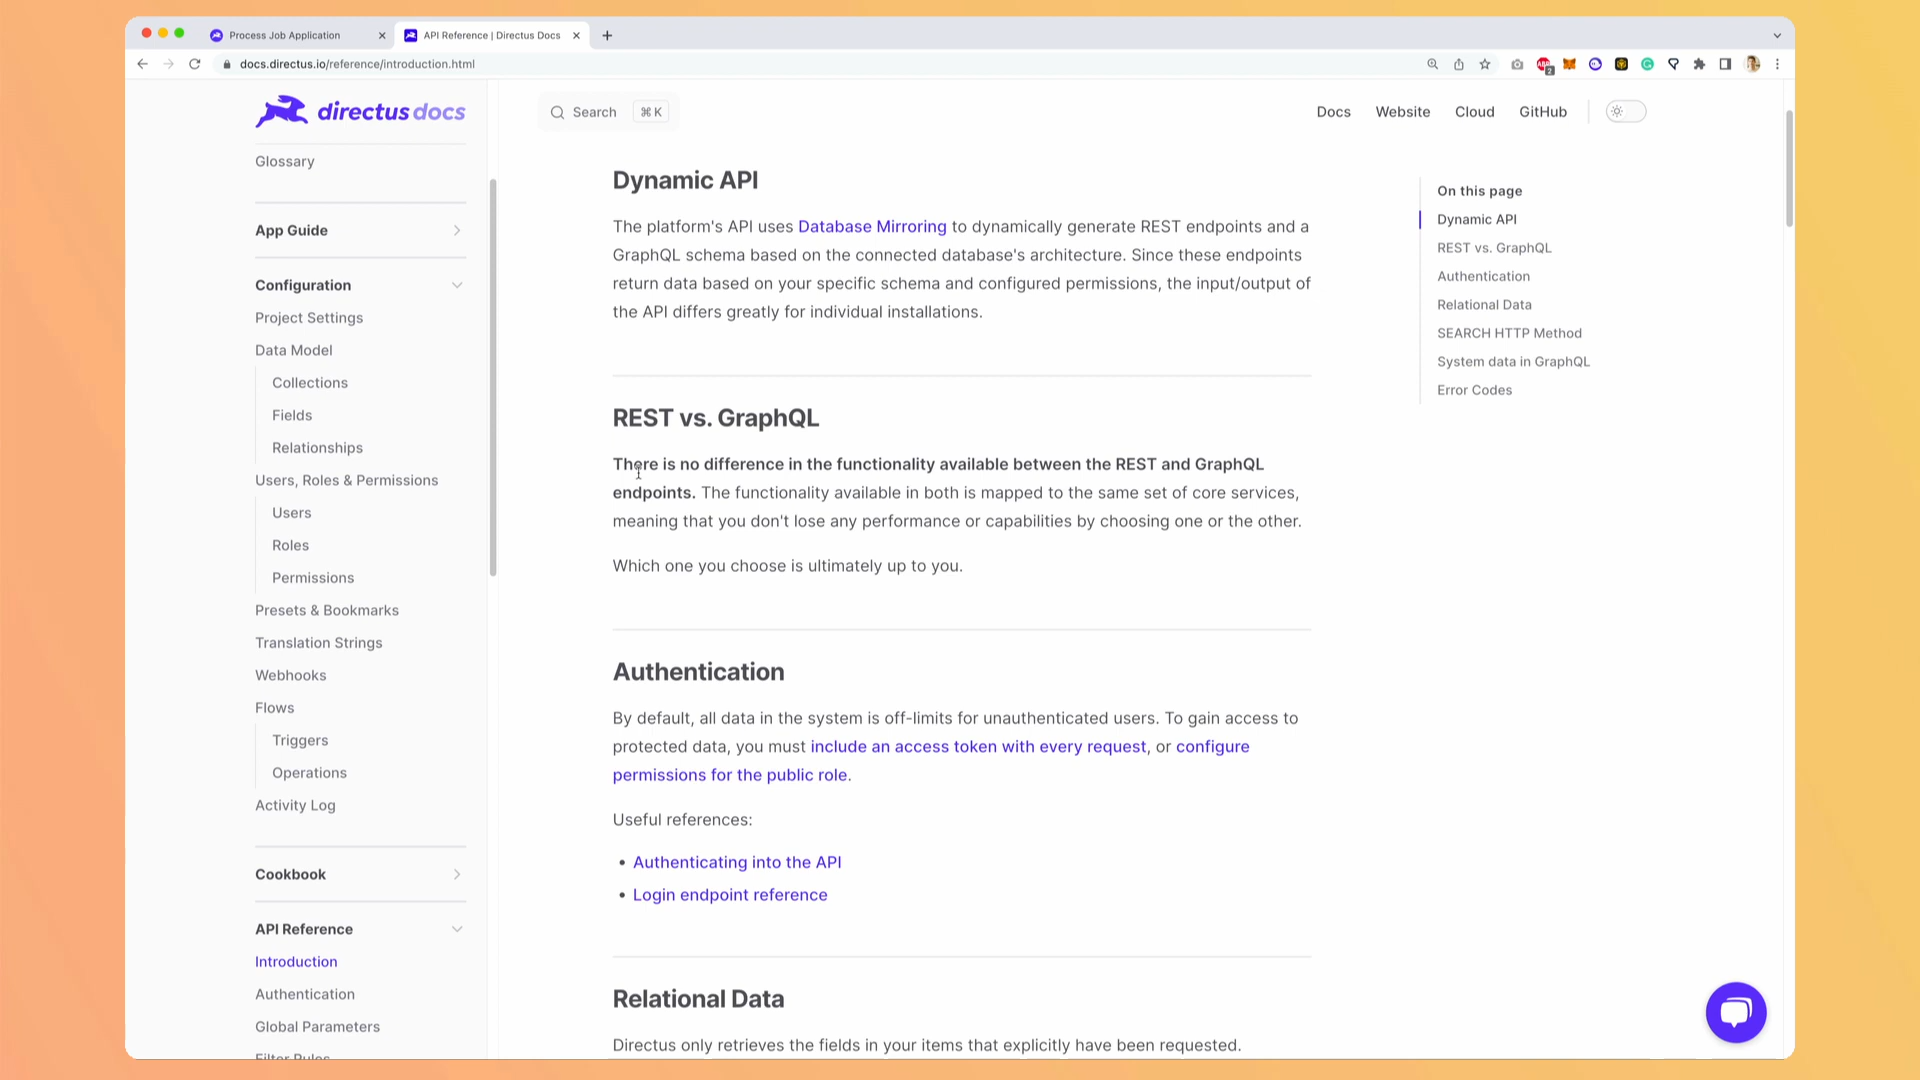 Process Job Application
API Reference | Directus Docs
docs.directus.io/reference/introduction.html
ABP
2
directus docs
Search
⌘ K
Docs
Website
Cloud
GitHub
Glossary
App Guide
Configuration
Project Settings
Data Model
Collections
Fields
Relationships
Users, Roles & Permissions
Users
Roles
Permissions
Presets & Bookmarks
Translation Strings
Webhooks
Flows
Triggers
Operations
Activity Log
Cookbook
API Reference
Introduction
Authentication
Global Parameters
Filter Rules
Dynamic API
The platform's API uses Database Mirroring to dynamically generate REST endpoints and a
GraphQL schema based on the connected database's architecture. Since these endpoints
return data based on your specific schema and configured permissions, the input/output of
the API differs greatly for individual installations.
REST vs. GraphQL
There is no difference in the functionality available between the REST and GraphQL
endpoints. The functionality available in both is mapped to the same set of core services,
meaning that you don't lose any performance or capabilities by choosing one or the other.
Which one you choose is ultimately up to you.
Authentication
By default, all data in the system is off-limits for unauthenticated users. To gain access to
protected data, you must include an access token with every request, or configure
permissions for the public role.
Useful references:
• Authenticating into the API
• Login endpoint reference
Relational Data
Directus only retrieves the fields in your items that explicitly have been requested.
On this page
Dynamic API
REST vs. GraphQL
Authentication
Relational Data
SEARCH HTTP Method
System data in GraphQL
Error Codes